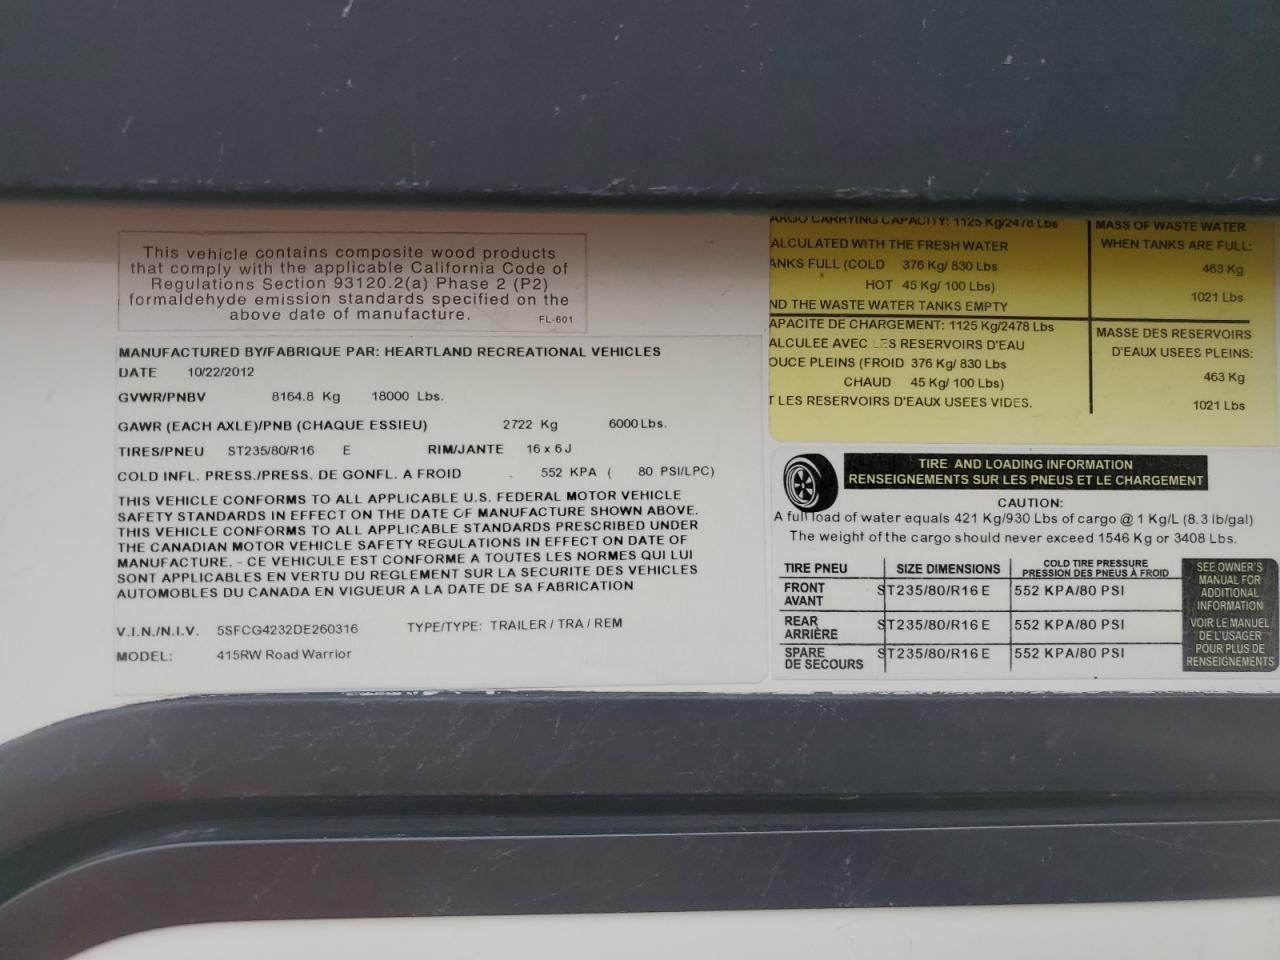 This vehicle contains composite wood products
that comply with the applicable California Code of
Regulations Section 93120.2(a) Phase 2 (P2)
formaldehyde emission standards specified on the
above date of manufacture.
FL-601
MANUFACTURED BY/FABRIQUE PAR: HEARTLAND RECREATIONAL VEHICLES
DATE 10/22/2012
GVWR/PNBV 8164.8 Kg 18000 Lbs.
GAWR (EACH AXLE)/PNB (CHAQUE ESSIEU) 2722 Kg 6000 Lbs.
TIRES/PNEU ST235/80/R16 E RIM/JANTE 16 x 6 J
COLD INFL. PRESS./PRESS. DE GONFL. A FROID 552 KPA ( 80 PSI/LPC)
THIS VEHICLE CONFORMS TO ALL APPLICABLE U.S. FEDERAL MOTOR VEHICLE
SAFETY STANDARDS IN EFFECT ON THE DATE OF MANUFACTURE SHOWN ABOVE.
THIS VEHICLE CONFORMS TO ALL APPLICABLE STANDARDS PRESCRIBED UNDER
THE CANADIAN MOTOR VEHICLE SAFETY REGULATIONS IN EFFECT ON DATE OF
MANUFACTURE. - CE VEHICULE EST CONFORME A TOUTES LES NORMES QUI LUI
SONT APPLICABLES EN VERTU DU REGLEMENT SUR LA SECURITE DES VEHICLES
AUTOMOBLES DU CANADA EN VIGUEUR A LA DATE DE SA FABRICATION
V.I.N./N.I.V. 5SFCG4232DE260316 TYPE/TYPE: TRAILER / TRA / REM
MODEL: 415RW Road Warrior
ARGO CARRYING CAPACITY: 1125 Kg/2478 Lbs
ALCULATED WITH THE FRESH WATER
ANKS FULL (COLD 376 Kg/ 830 Lbs
HOT 45 Kg/ 100 Lbs)
ND THE WASTE WATER TANKS EMPTY
APACITE DE CHARGEMENT: 1125 Kg/2478 Lbs
ALCULEE AVEC LES RESERVOIRS D'EAU
OUCE PLEINS (FROID 376 Kg/ 830 Lbs
CHAUD 45 Kg/ 100 Lbs)
T LES RESERVOIRS D'EAUX USEES VIDES.
MASS OF WASTE WATER
WHEN TANKS ARE FULL:
463 Kg
1021 Lbs
MASSE DES RESERVOIRS
D'EAUX USEES PLEINS:
463 Kg
1021 Lbs
TIRE AND LOADING INFORMATION
RENSEIGNEMENTS SUR LES PNEUS ET LE CHARGEMENT
CAUTION:
A full load of water equals 421 Kg/930 Lbs of cargo @ 1 Kg/L (8.3 lb/gal)
The weight of the cargo should never exceed 1546 Kg or 3408 Lbs.
TIRE PNEU SIZE DIMENSIONS COLD TIRE PRESSURE
PRESSION DES PNEUS À FROID
FRONT
AVANT ST235/80/R16 E 552 KPA/80 PSI
REAR
ARRIÈRE ST235/80/R16 E 552 KPA/80 PSI
SPARE
DE SECOURS ST235/80/R16 E 552 KPA/80 PSI
SEE OWNER'S
MANUAL FOR
ADDITIONAL
INFORMATION
VOIR LE MANUEL
DE L'USAGER
POUR PLUS DE
RENSEIGNEMENTS